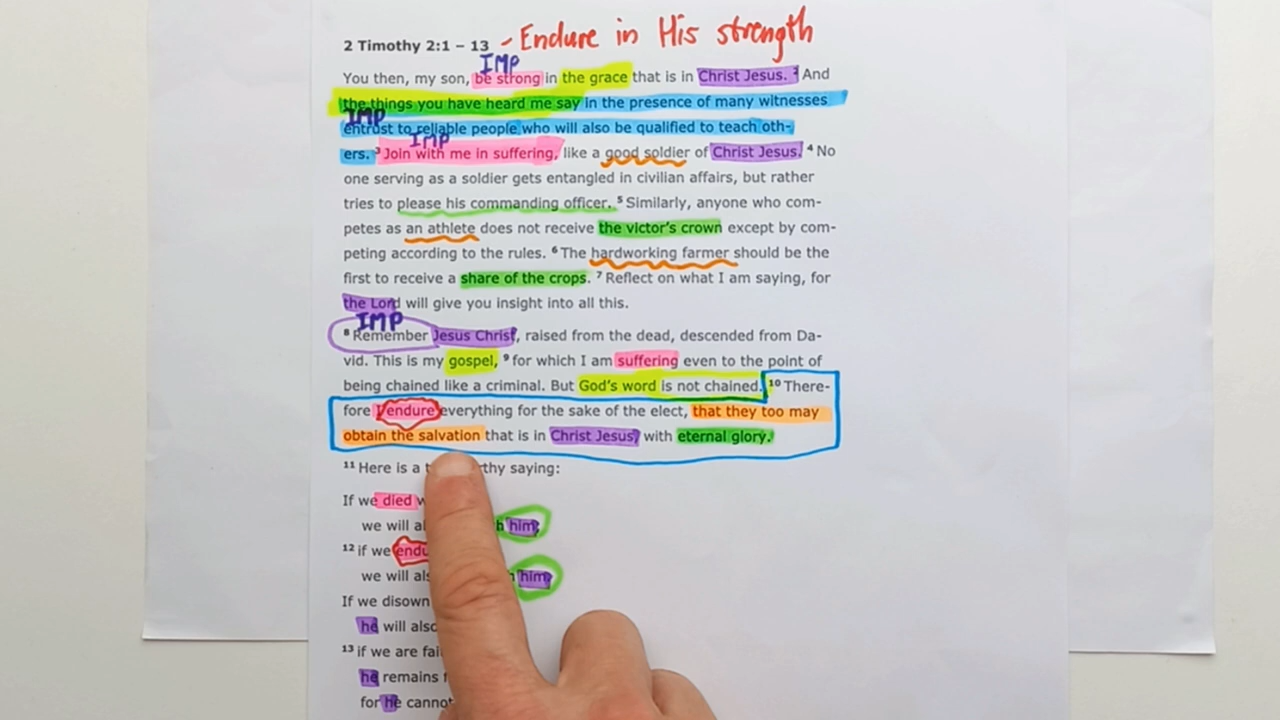 2 Timothy 2:1 – 13 - Endure in His strength
IMP
You then, my son, be strong in the grace that is in Christ Jesus. 2 And
the things you have heard me say in the presence of many witnesses
IMP
entrust to reliable people who will also be qualified to teach oth-
IMP
ers. 3 Join with me in suffering, like a good soldier of Christ Jesus. 4 No
one serving as a soldier gets entangled in civilian affairs, but rather
tries to please his commanding officer. 5 Similarly, anyone who com-
petes as an athlete does not receive the victor's crown except by com-
peting according to the rules. 6 The hardworking farmer should be the
first to receive a share of the crops. 7 Reflect on what I am saying, for
the Lord will give you insight into all this.
IMP
8 Remember Jesus Christ, raised from the dead, descended from Da-
vid. This is my gospel, 9 for which I am suffering even to the point of
being chained like a criminal. But God's word is not chained. 10 There-
fore I endure everything for the sake of the elect, that they too may
obtain the salvation that is in Christ Jesus, with eternal glory.
11 Here is a saying:
If we died
we will him;
12 if we
we will him.
If we disown
he will
13 if we are
he remains
for he